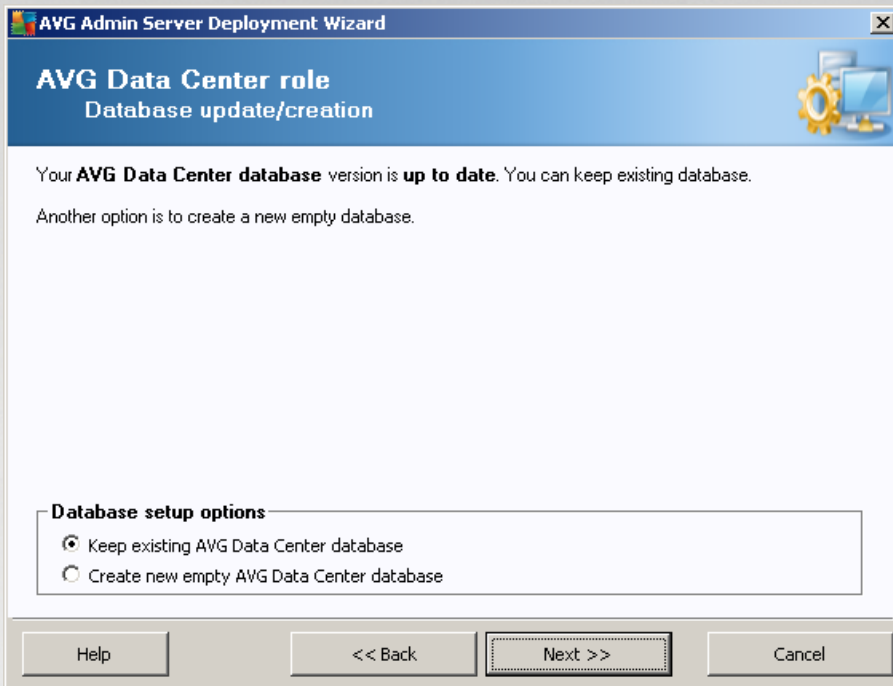 AVG Admin Server Deployment Wizard
AVG Data Center role
Database update/creation
Your AVG Data Center database version is up to date. You can keep existing database.
Another option is to create a new empty database.
Database setup options
Keep existing AVG Data Center database
Create new empty AVG Data Center database
Help << Back Next >> Cancel